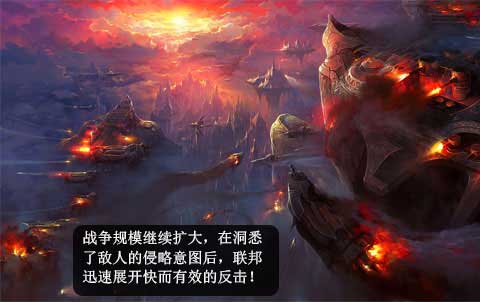 战争规模继续扩大，在洞悉
了敌人的侵略意图后，联邦
迅速展开快而有效的反击！